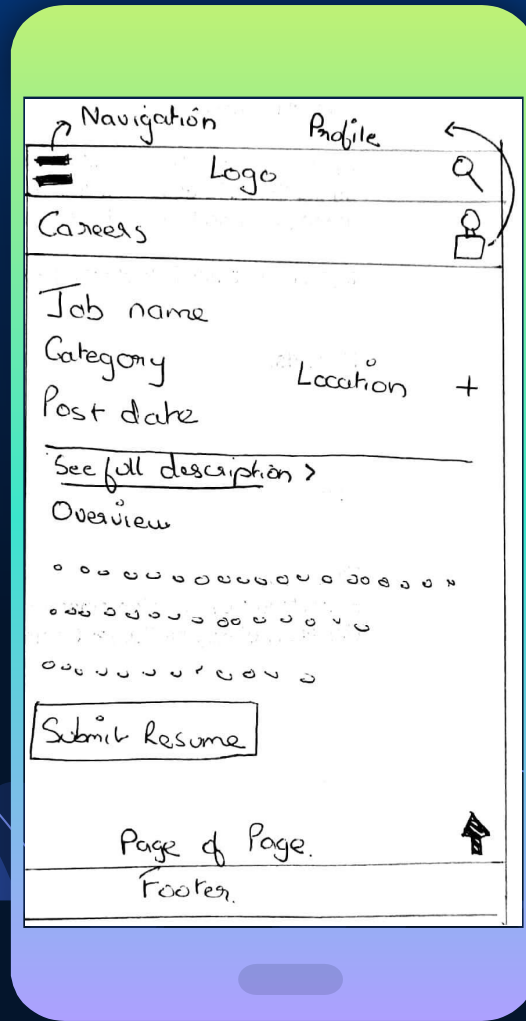 Navigation
Profile
Logo
Careers
Job name
Category
Location +
Post date
See full description >
Overview
Submit Resume
Page of Page.
Footer.